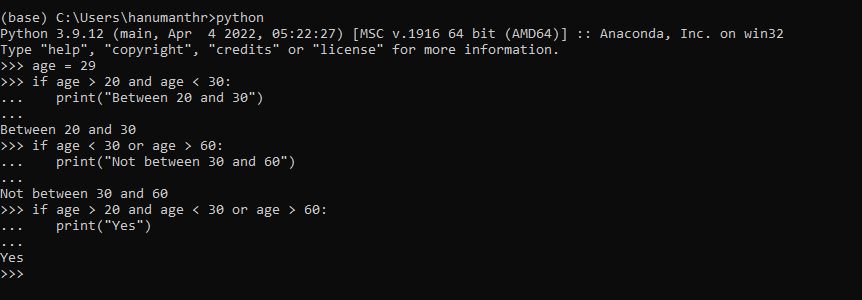 (base) C:\Users\hanumanthr>python
Python 3.9.12 (main, Apr  4 2022, 05:22:27) [MSC v.1916 64 bit (AMD64)] :: Anaconda, Inc. on win32
Type "help", "copyright", "credits" or "license" for more information.
>>> age = 29
>>> if age > 20 and age < 30:
...    print("Between 20 and 30")
...
Between 20 and 30
>>> if age < 30 or age > 60:
...    print("Not between 30 and 60")
...
Not between 30 and 60
>>> if age > 20 and age < 30 or age > 60:
...    print("Yes")
...
Yes
>>>